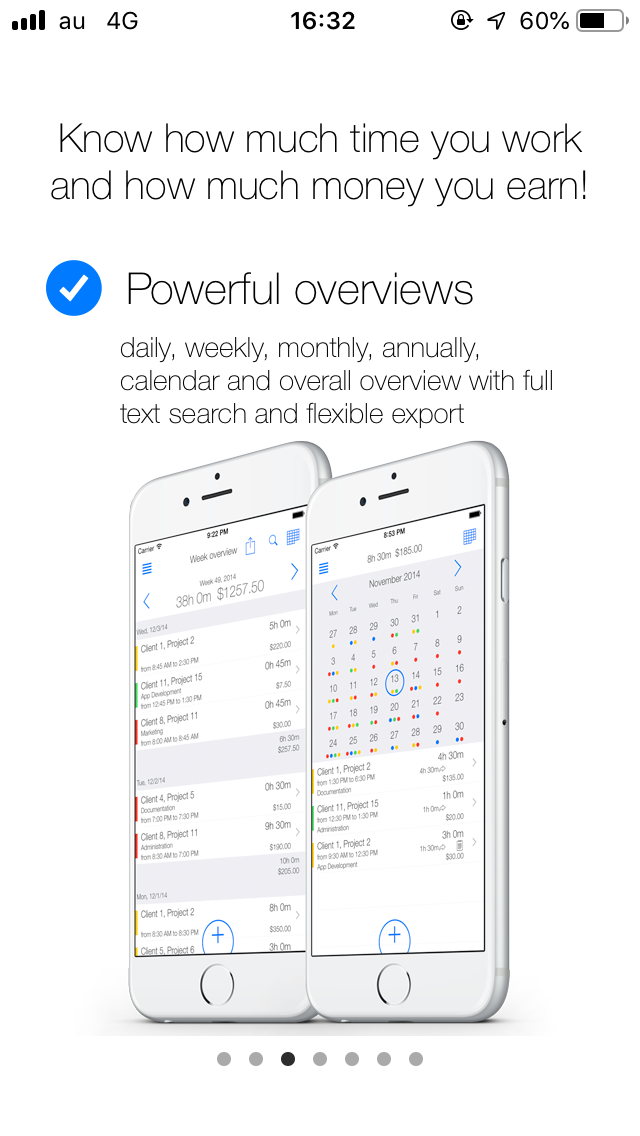 au 4G 16:32 60%
Know how much time you work
and how much money you earn!
Powerful overviews
daily, weekly, monthly, annually,
calendar and overall overview with full
text search and flexible export
Carrier 9:22 PM
Week overview
Week 49, 2014
38h 0m $1257.50
Wed, 12/3/14
Client 1, Project 2 5h 0m
from 8:45 AM to 2:30 PM $220.00
Client 11, Project 15 0h 45m
App Development
from 12:45 PM to 1:30 PM $7.50
Client 8, Project 11 0h 45m
Marketing
from 8:00 AM to 8:45 AM $30.00
6h 30m
$257.50
Tue, 12/2/14
Client 4, Project 5 0h 30m
Documentation
from 7:00 PM to 7:30 PM $15.00
Client 8, Project 11 9h 30m
Administration
from 8:30 AM to 7:00 PM $190.00
10h 0m
$205.00
Mon, 12/1/14
Client 1, Project 2 8h 0m
from 8:30 AM to 8:30 PM $350.00
Client 5, Project 6 3h 0m
Carrier 8:53 PM
8h 30m $185.00
November 2014
Mon Tue Wed Thu Fri Sat Sun
27 28 29 30 31 1 2
3 4 5 6 7 8 9
10 11 12 13 14 15 16
17 18 19 20 21 22 23
24 25 26 27 28 29 30
Client 1, Project 2 4h 30m
from 1:30 PM to 6:30 PM 4h 30m
Documentation $135.00
Client 11, Project 15 1h 0m
from 12:30 PM to 1:30 PM 1h 0m
Administration $20.00
Client 1, Project 2 3h 0m
from 9:30 AM to 12:30 PM 1h 30m
App Development $30.00